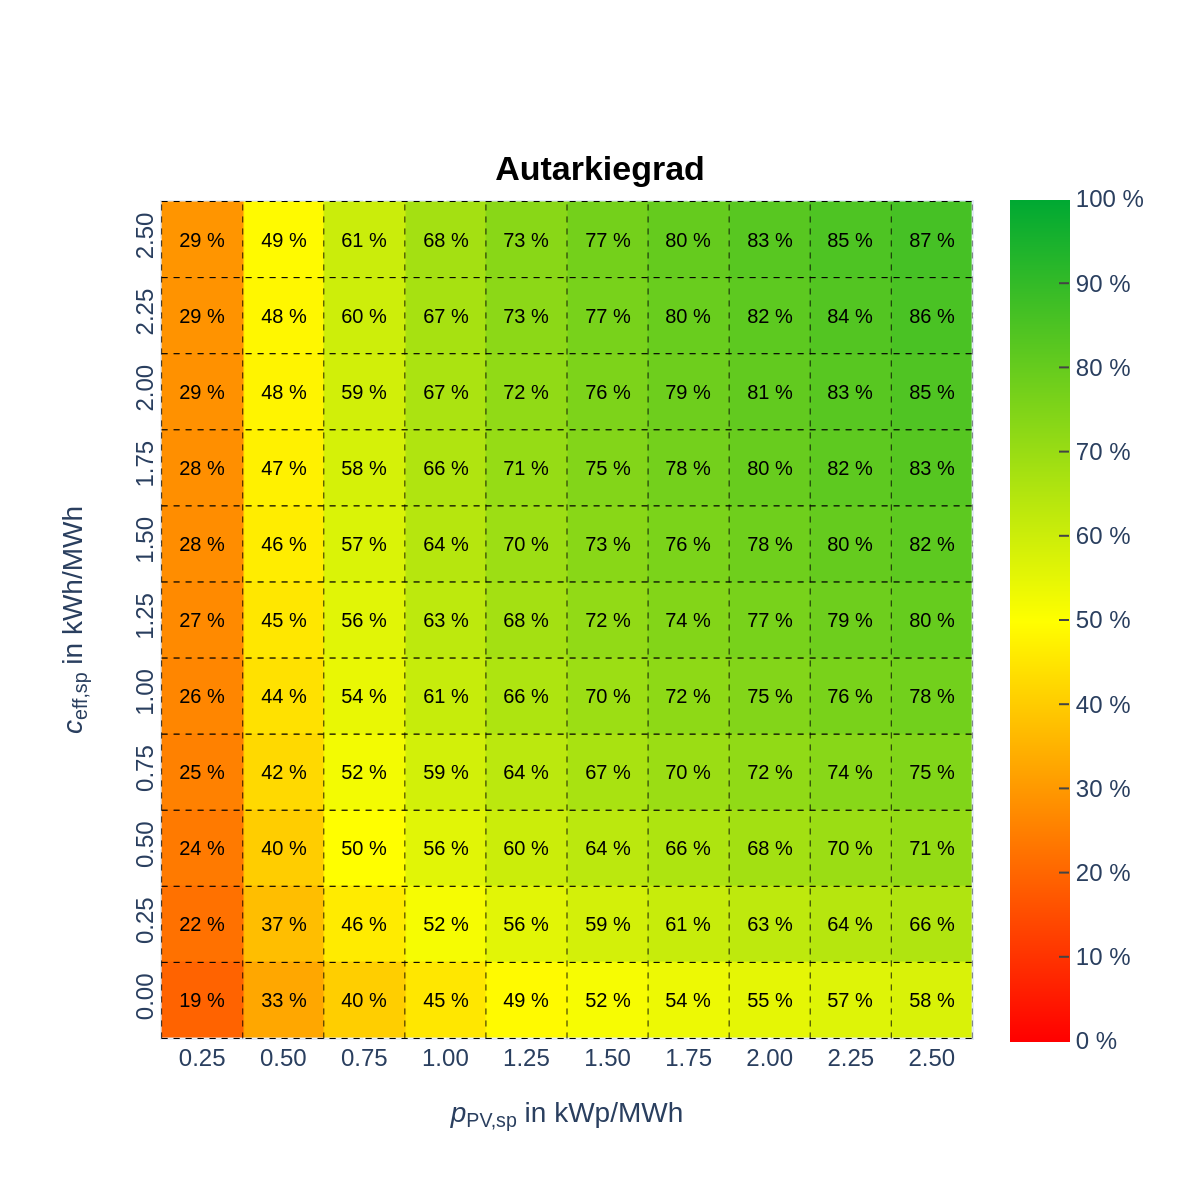 Autarkiegrad
2.50 29 % 49 % 61 % 68 % 73 % 77 % 80 % 83 % 85 % 87 %
2.25 29 % 48 % 60 % 67 % 73 % 77 % 80 % 82 % 84 % 86 %
2.00 29 % 48 % 59 % 67 % 72 % 76 % 79 % 81 % 83 % 85 %
1.75 28 % 47 % 58 % 66 % 71 % 75 % 78 % 80 % 82 % 83 %
1.50 28 % 46 % 57 % 64 % 70 % 73 % 76 % 78 % 80 % 82 %
1.25 27 % 45 % 56 % 63 % 68 % 72 % 74 % 77 % 79 % 80 %
1.00 26 % 44 % 54 % 61 % 66 % 70 % 72 % 75 % 76 % 78 %
0.75 25 % 42 % 52 % 59 % 64 % 67 % 70 % 72 % 74 % 75 %
0.50 24 % 40 % 50 % 56 % 60 % 64 % 66 % 68 % 70 % 71 %
0.25 22 % 37 % 46 % 52 % 56 % 59 % 61 % 63 % 64 % 66 %
0.00 19 % 33 % 40 % 45 % 49 % 52 % 54 % 55 % 57 % 58 %
0.25 0.50 0.75 1.00 1.25 1.50 1.75 2.00 2.25 2.50
pPV,sp in kWp/MWh
ceff,sp in kWh/MWh
100 %
90 %
80 %
70 %
60 %
50 %
40 %
30 %
20 %
10 %
0 %